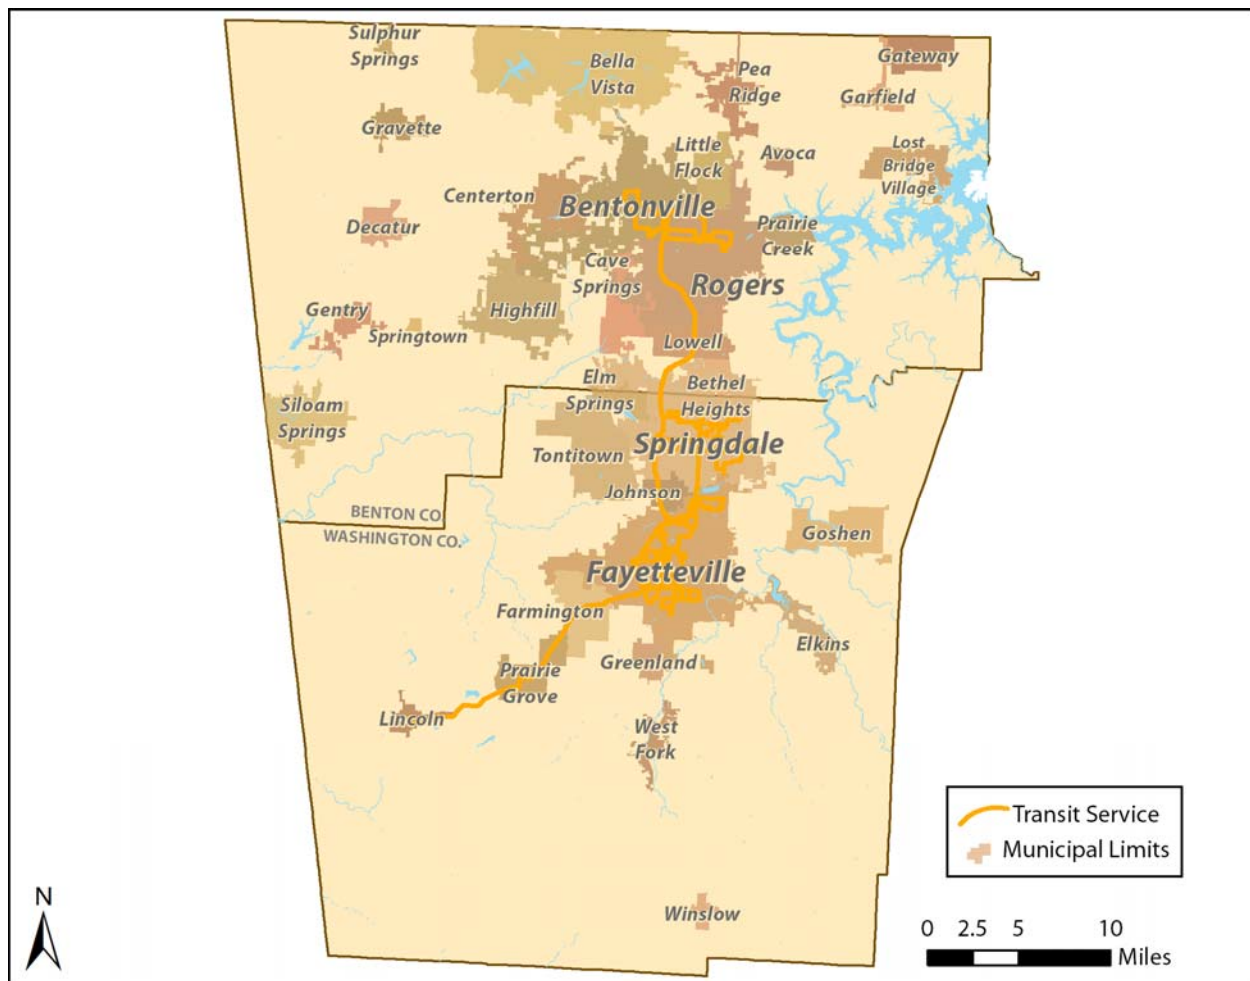 Sulphur
Springs
Bella
Vista
Pea
Ridge
Gateway
Garfield
Gravette
Little
Flock
Avoca
Lost
Bridge
Village
Centerton
Bentonville
Decatur
Prairie
Creek
Cave
Springs
Rogers
Gentry
Springtown
Highfill
Lowell
Elm
Springs
Bethel
Heights
Siloam
Springs
Springdale
Tontitown
Johnson
BENTON CO.
WASHINGTON CO.
Goshen
Fayetteville
Farmington
Elkins
Greenland
Prairie
Grove
Lincoln
West
Fork
Winslow
Transit Service
Municipal Limits
N
0 2.5 5 10
Miles